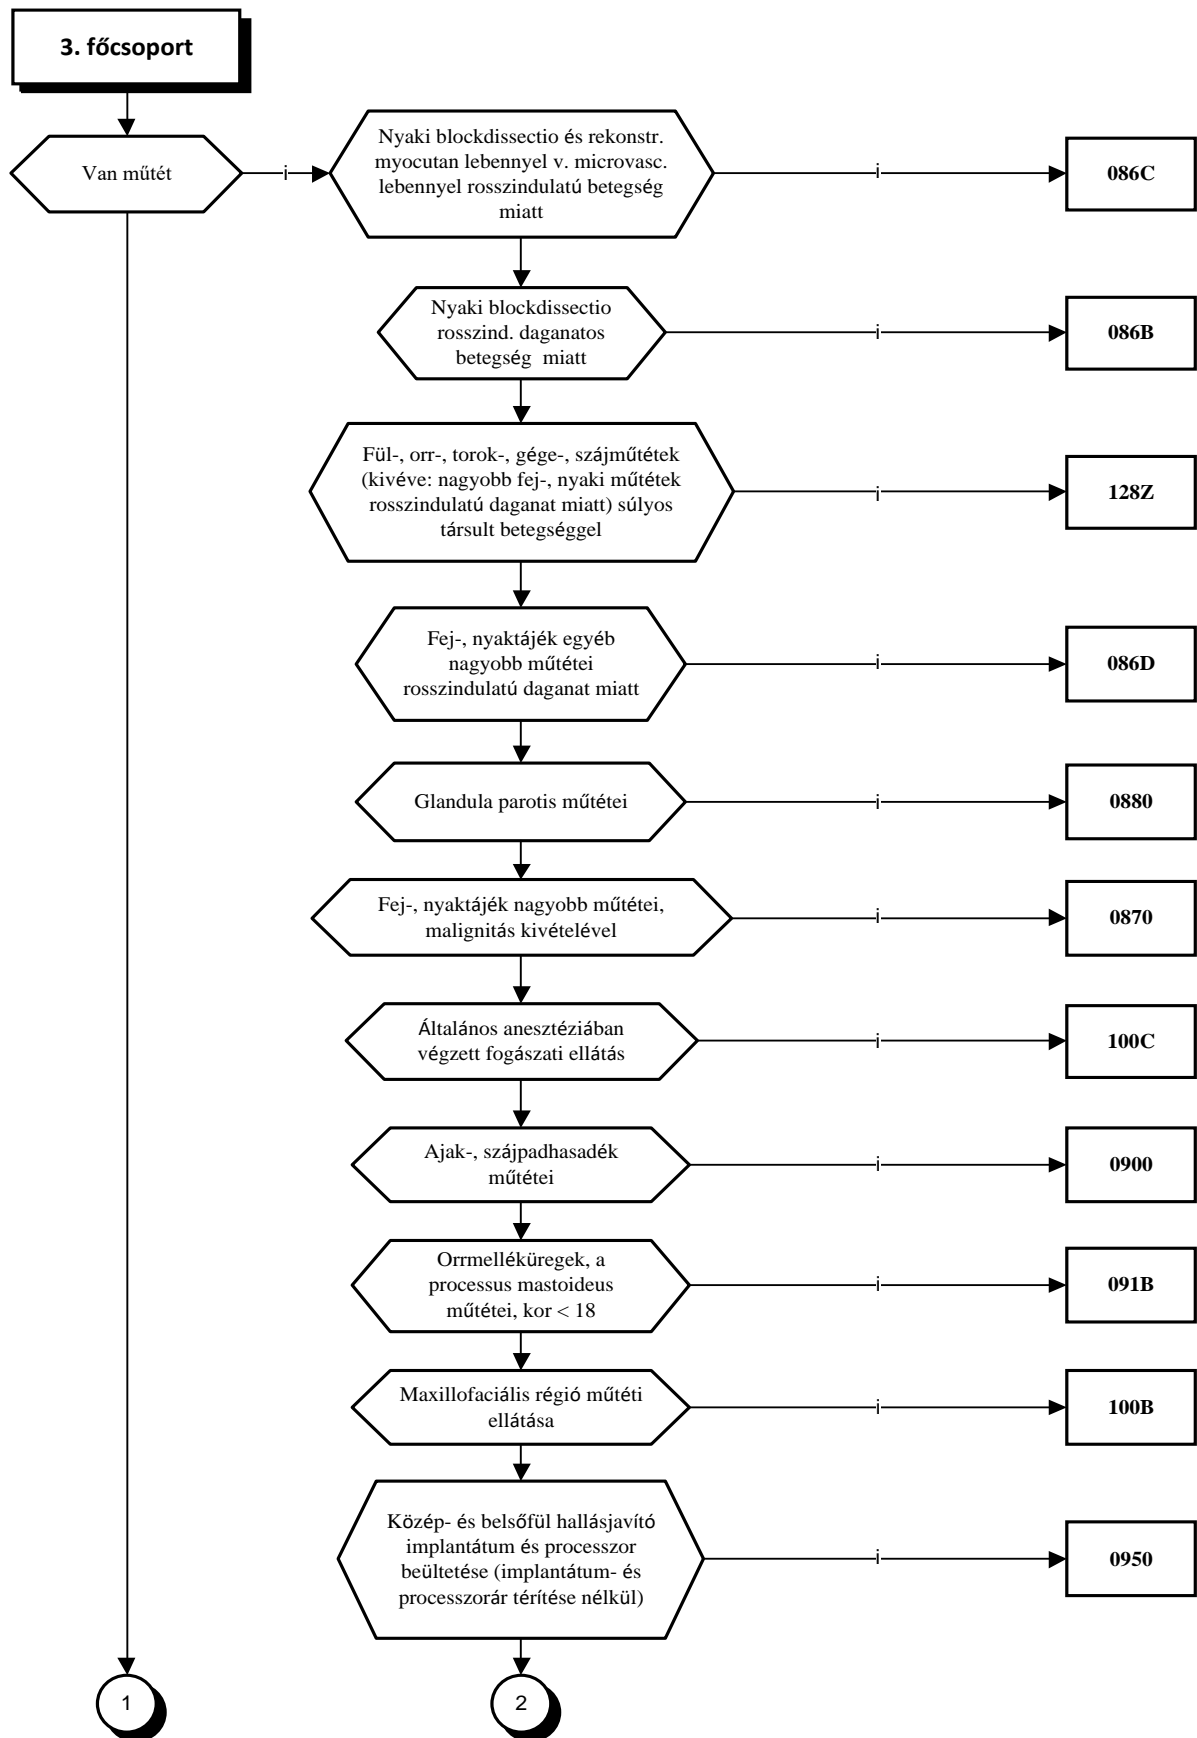 3. főcsoport
Van műtét
i
Nyaki blockdissectio és rekonstr.
myocutan lebennyel v. microvasc.
lebennyel rosszindulatú betegség
miatt
i
086C
Nyaki blockdissectio
rosszind. daganatos
betegség  miatt
i
086B
Fül-, orr-, torok-, gége-, szájműtétek
(kivéve: nagyobb fej-, nyaki műtétek
rosszindulatú daganat miatt) súlyos
társult betegséggel
i
128Z
Fej-, nyaktájék egyéb
nagyobb műtétei
rosszindulatú daganat miatt
i
086D
Glandula parotis műtétei
i
0880
Fej-, nyaktájék nagyobb műtétei,
malignitás kivételével
i
0870
Általános anesztéziában
végzett fogászati ellátás
i
100C
Ajak-, szájpadhasadék
műtétei
i
0900
Orrmelléküregek, a
processus mastoideus
műtétei, kor < 18
i
091B
Maxillofaciális régió műtéti
ellátása
i
100B
Közép- és belsőfül hallásjavító
implantátum és processzor
beültetése (implantátum- és
processzorár térítése nélkül)
i
0950
1
2